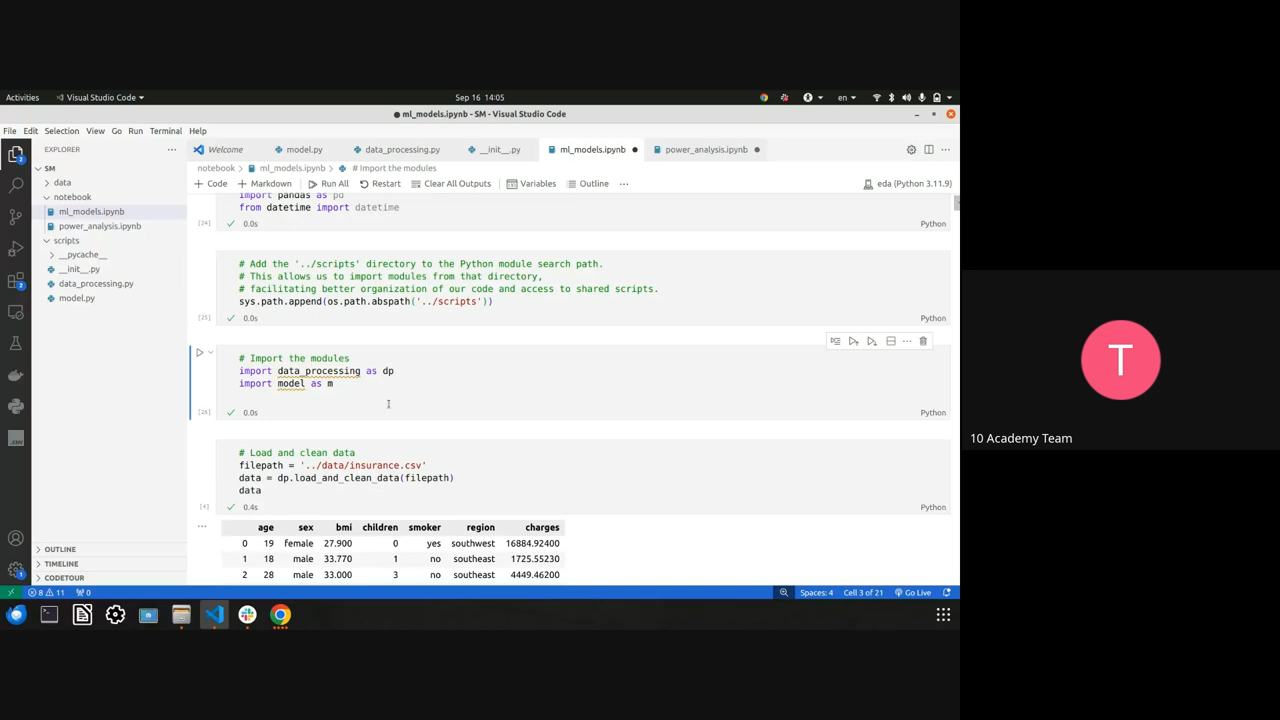 Activities
Visual Studio Code
Sep 16 14:05
en
ml_models.ipynb - SM - Visual Studio Code
File Edit Selection View Go Run Terminal Help
EXPLORER
Welcome
model.py
data_processing.py
__init__.py
ml_models.ipynb
power_analysis.ipynb
SM
data
notebook
ml_models.ipynb
power_analysis.ipynb
scripts
__pycache__
__init__.py
data_processing.py
model.py
OUTLINE
TIMELINE
CODETOUR
notebook > ml_models.ipynb > # Import the modules
+ Code + Markdown Run All Restart Clear All Outputs Variables Outline ... eda (Python 3.11.9)
import pandas as pd
from datetime import datetime
[24] 0.0s Python
# Add the '../scripts' directory to the Python module search path.
# This allows us to import modules from that directory,
# facilitating better organization of our code and access to shared scripts.
sys.path.append(os.path.abspath('../scripts'))
[25] 0.0s Python
# Import the modules
import data_processing as dp
import model as m
[26] 0.0s Python
# Load and clean data
filepath = '../data/insurance.csv'
data = dp.load_and_clean_data(filepath)
data
[4] 0.4s Python
age sex bmi children smoker region charges
0 19 female 27.900 0 yes southwest 16884.92400
1 18 male 33.770 1 no southeast 1725.55230
2 28 male 33.000 3 no southeast 4449.46200
8 11 0 Spaces: 4 Cell 3 of 21 Go Live
T
10 Academy Team